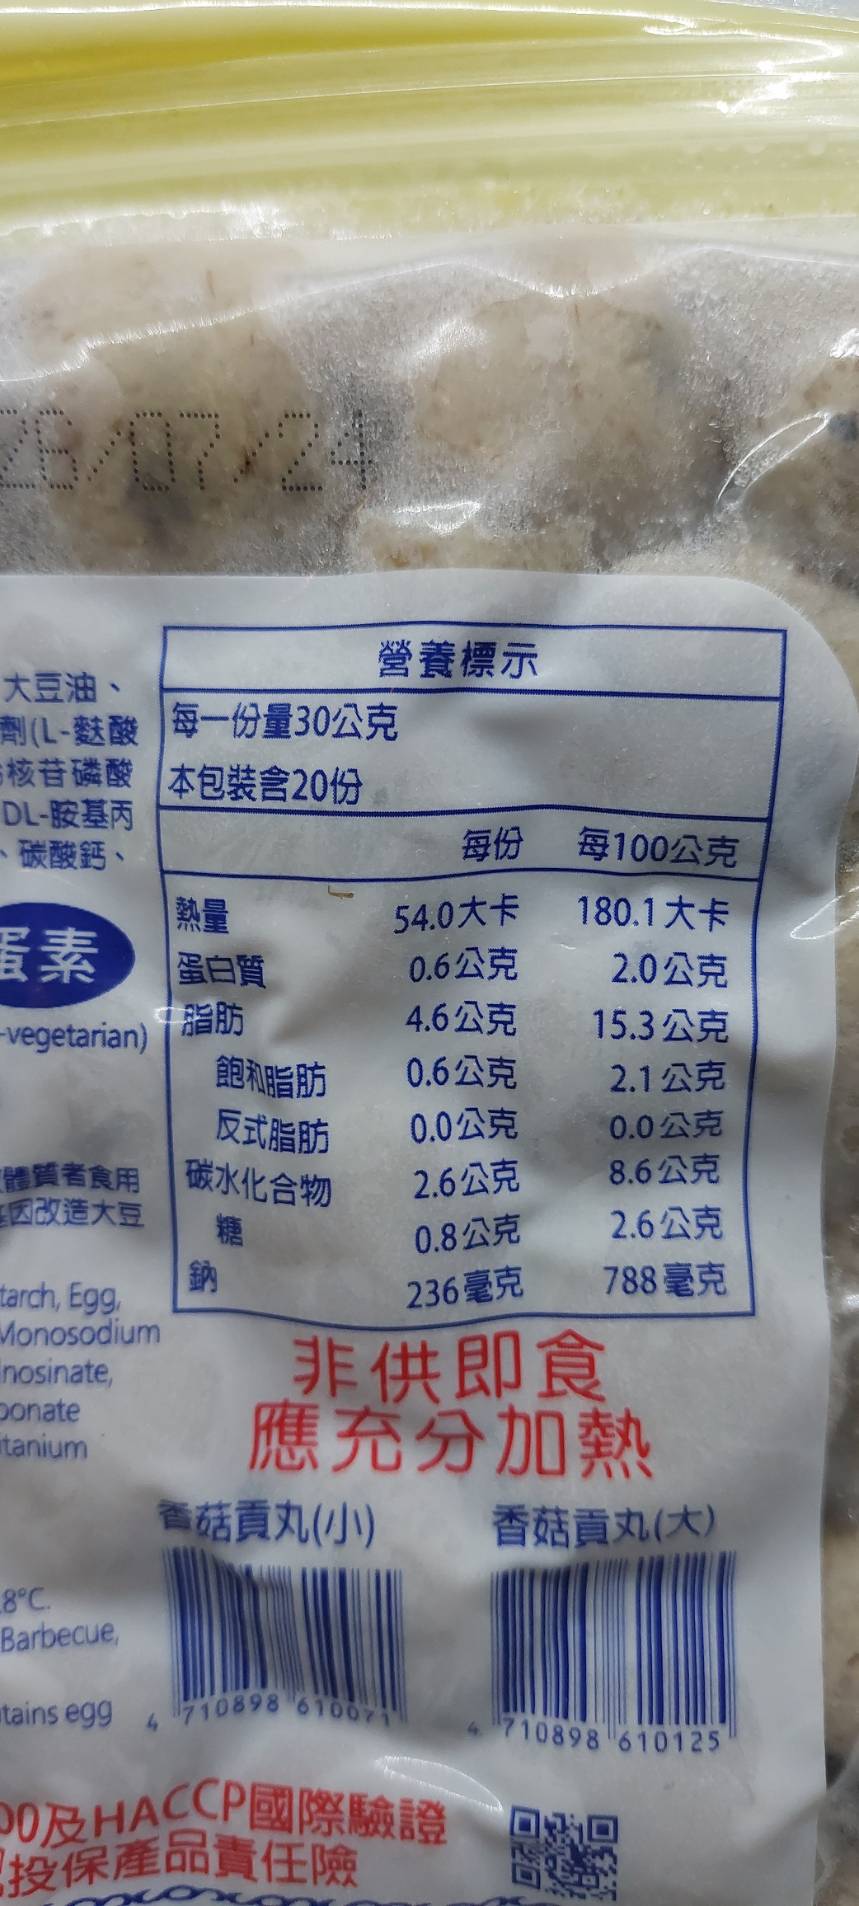 26/07/24
營養標示
每一份量30公克
本包裝含20份
每份 每100公克
熱量 54.0大卡 180.1大卡
蛋白質 0.6公克 2.0公克
脂肪 4.6公克 15.3公克
飽和脂肪 0.6公克 2.1公克
反式脂肪 0.0公克 0.0公克
碳水化合物 2.6公克 8.6公克
糖 0.8公克 2.6公克
鈉 236毫克 788毫克
大豆油、
劑(L-麩酸
核苷磷酸
DL-胺基丙
、碳酸鈣、
蛋素
-vegetarian)
體質者食用
基因改造大豆
tarch, Egg,
Monosodium
Inosinate,
bonate
itanium
8°C.
Barbecue,
tains egg
非供即食
應充分加熱
香菇貢丸(小) 香菇貢丸(大)
4 710898 610071 4 710898 610125
00及HACCP國際驗證
投保產品責任險